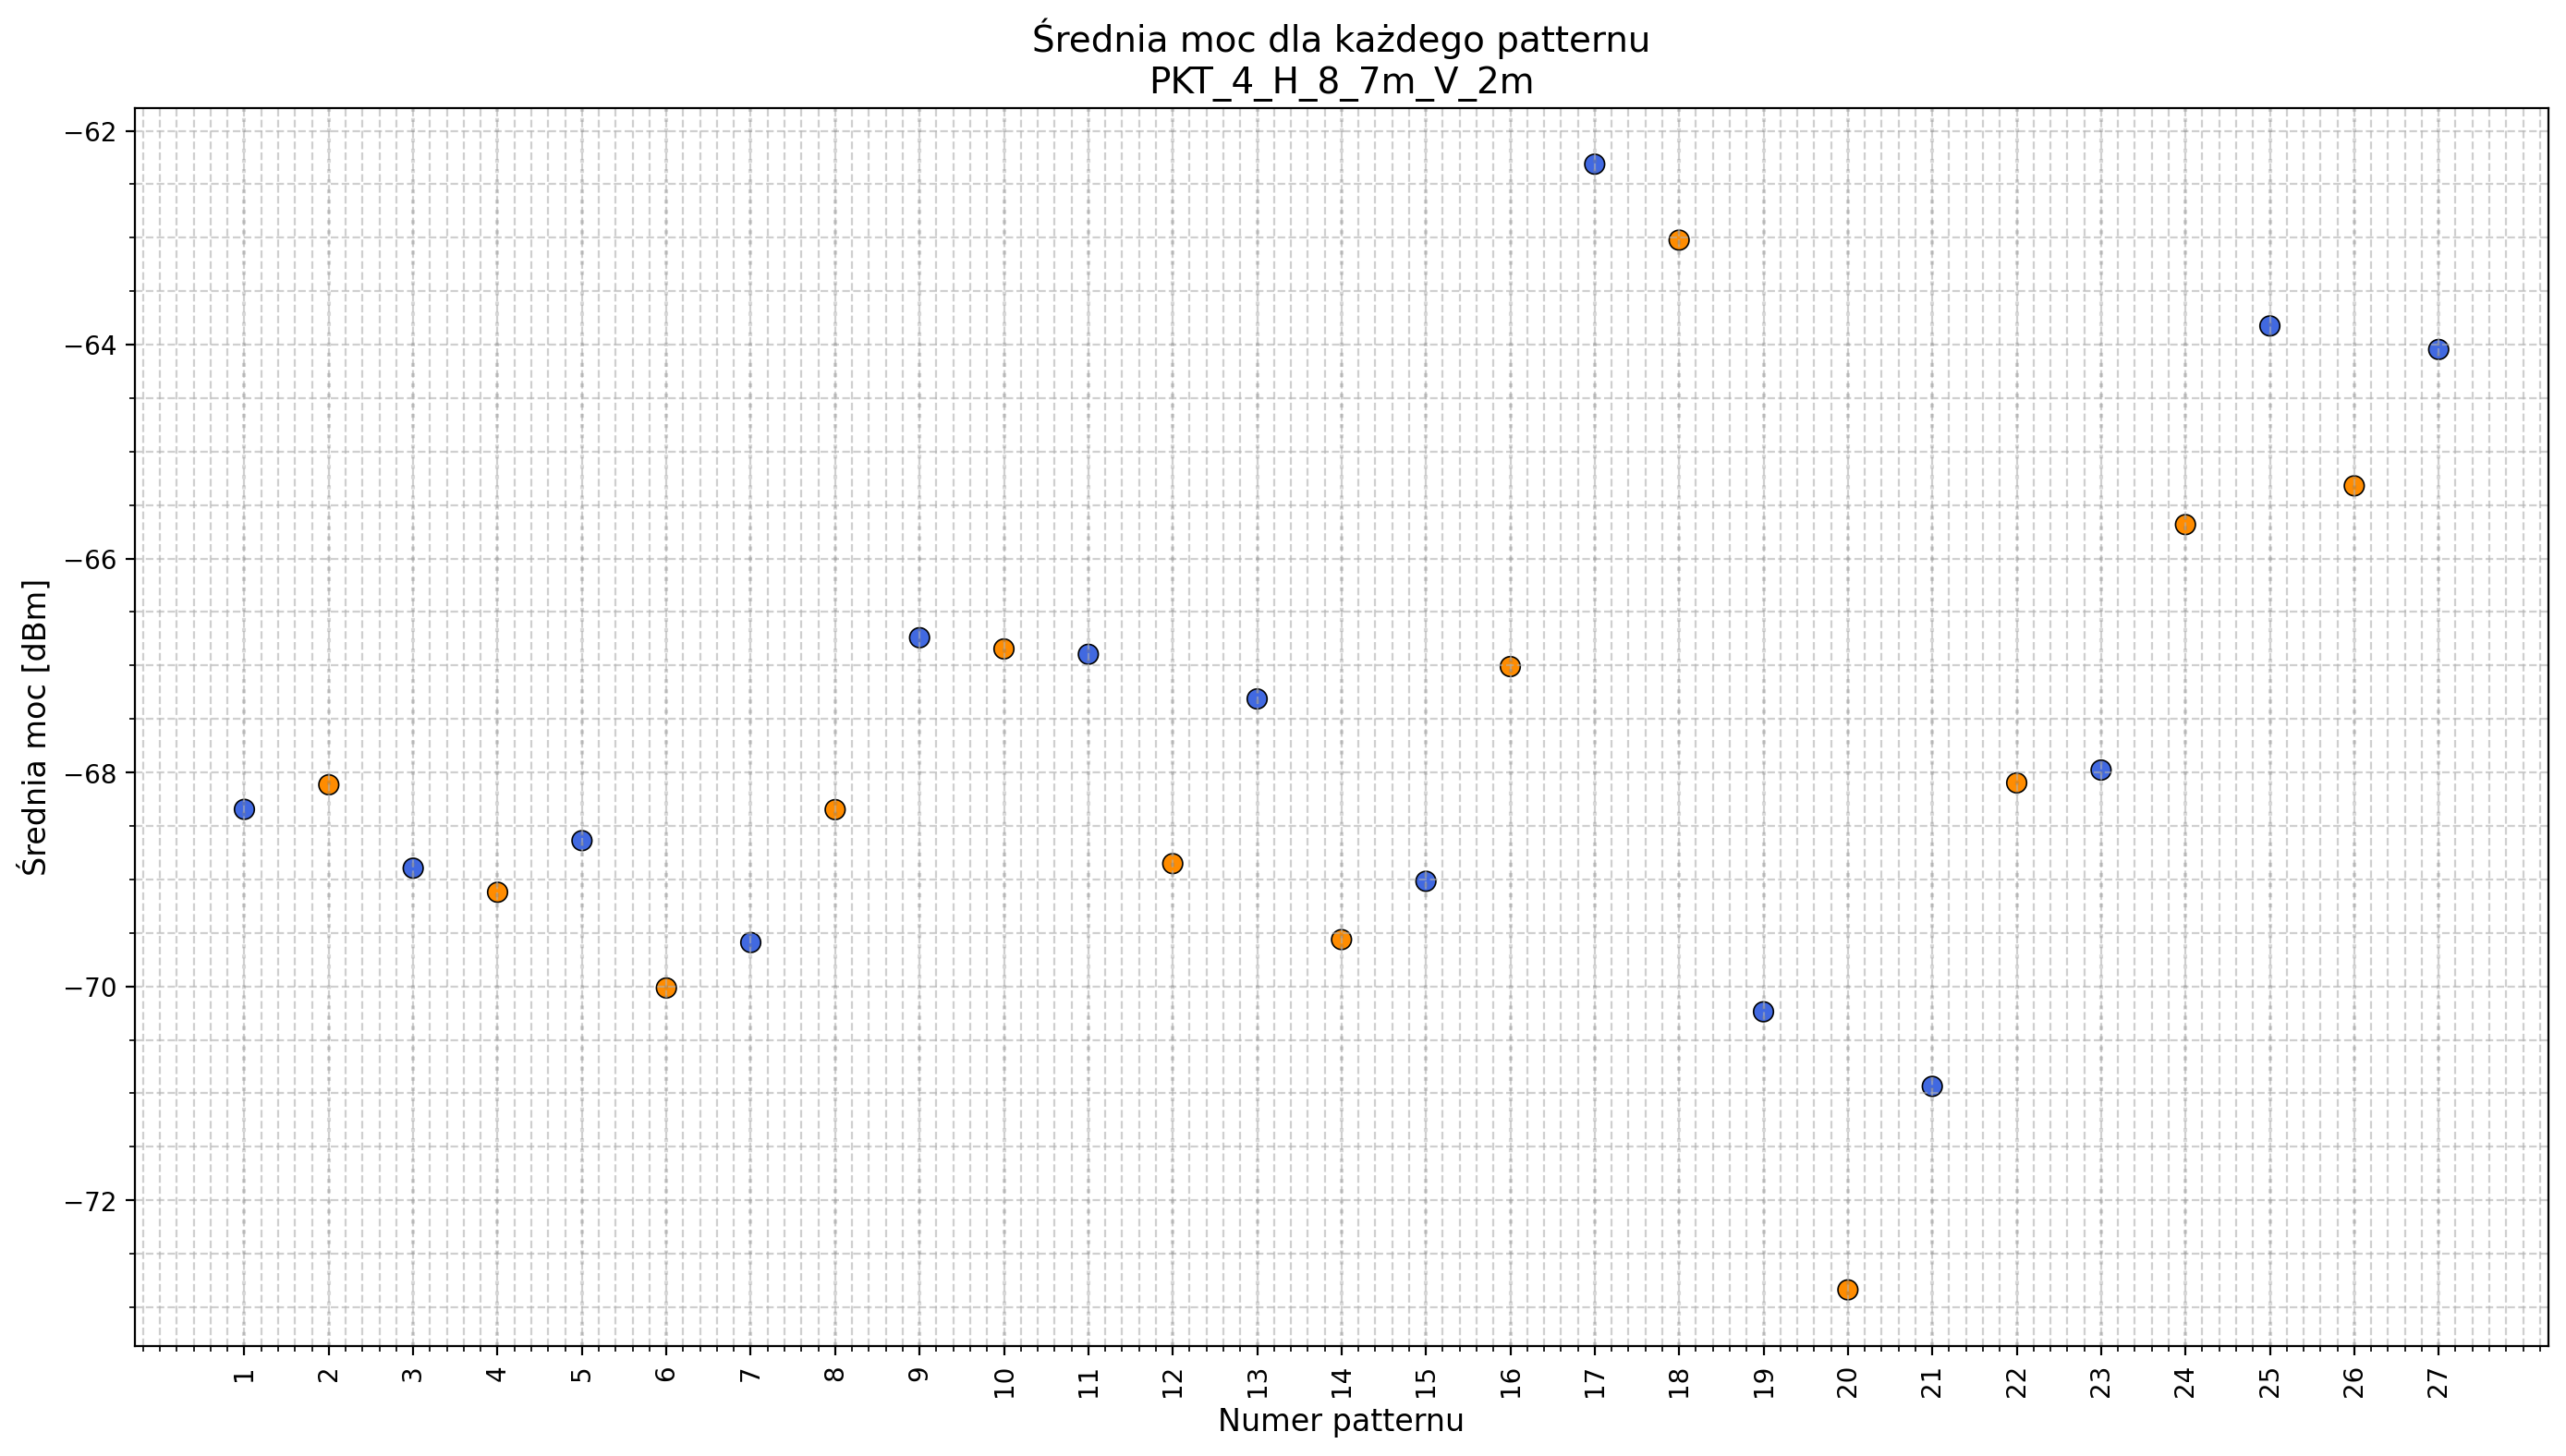 Średnia moc dla każdego patternu
PKT_4_H_8_7m_V_2m
−62
−64
−66
−68
−70
−72
Średnia moc [dBm]
1 2 3 4 5 6 7 8 9 10 11 12 13 14 15 16 17 18 19 20 21 22 23 24 25 26 27
Numer patternu